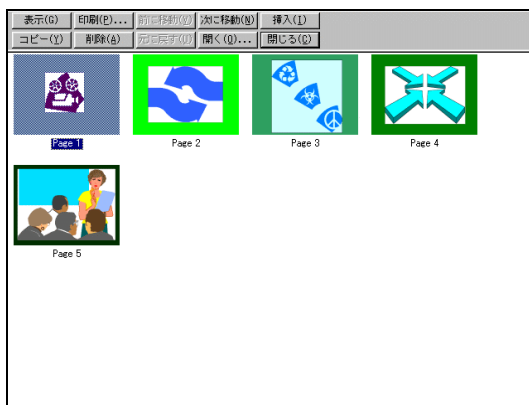 表示(G) 印刷(P)... 前に移動(V) 次に移動(N) 挿入(I)
コピー(Y) 削除(A) 元に戻す(U) 開く(O)... 閉じる(C)
Page 1 Page 2 Page 3 Page 4
Page 5